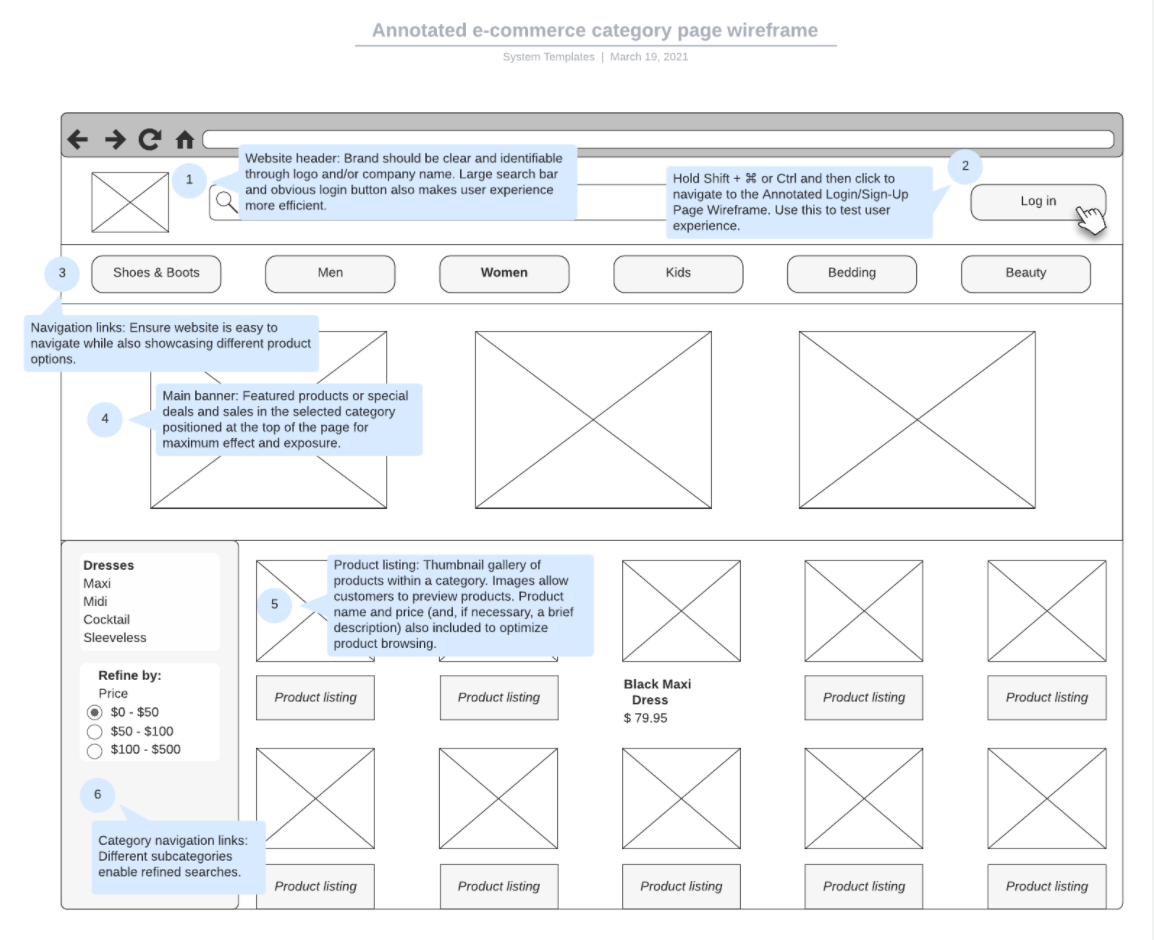 Annotated e-commerce category page wireframe
System Templates | March 19, 2021
1
Website header: Brand should be clear and identifiable
through logo and/or company name. Large search bar
and obvious login button also makes user experience
more efficient.
2
Hold Shift + ⌘ or Ctrl and then click to
navigate to the Annotated Login/Sign-Up
Page Wireframe. Use this to test user
experience.
Log in
3
Shoes & Boots
Men
Women
Kids
Bedding
Beauty
Navigation links: Ensure website is easy to
navigate while also showcasing different product
options.
4
Main banner: Featured products or special
deals and sales in the selected category
positioned at the top of the page for
maximum effect and exposure.
Dresses
Maxi
Midi
Cocktail
Sleeveless
Refine by:
Price
$0 - $50
$50 - $100
$100 - $500
6
Category navigation links:
Different subcategories
enable refined searches.
5
Product listing: Thumbnail gallery of
products within a category. Images allow
customers to preview products. Product
name and price (and, if necessary, a brief
description) also included to optimize
product browsing.
Product listing
Product listing
Black Maxi
Dress
$ 79.95
Product listing
Product listing
Product listing
Product listing
Product listing
Product listing
Product listing